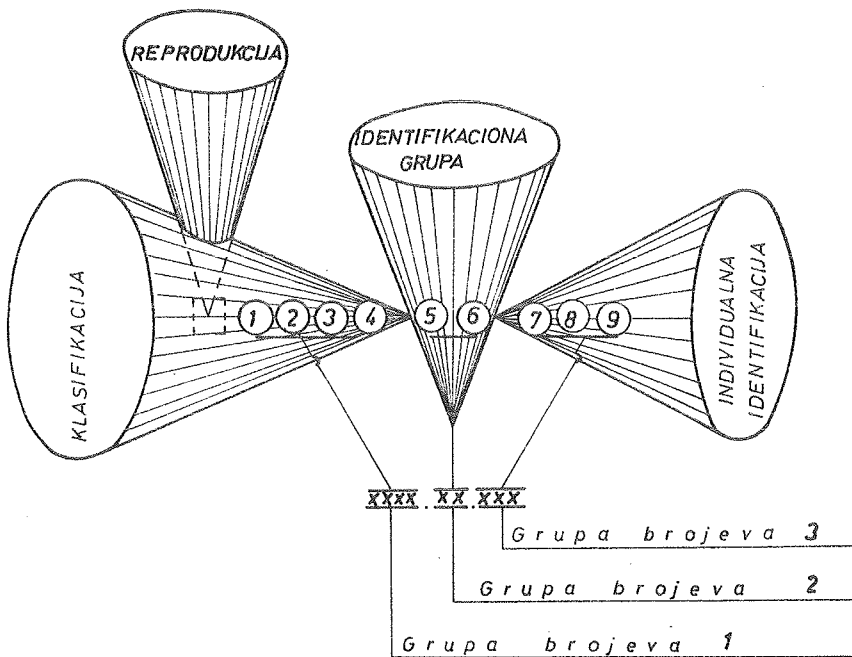 REPRODUKCIJA
IDENTIFIKACIONA
GRUPA
KLASIFIKACIJA
1 2 3 4 5 6 7 8 9
INDIVIDUALNA
IDENTIFIKACIJA
XXXX.XX.XXX
Grupa brojeva 3
Grupa brojeva 2
Grupa brojeva 1